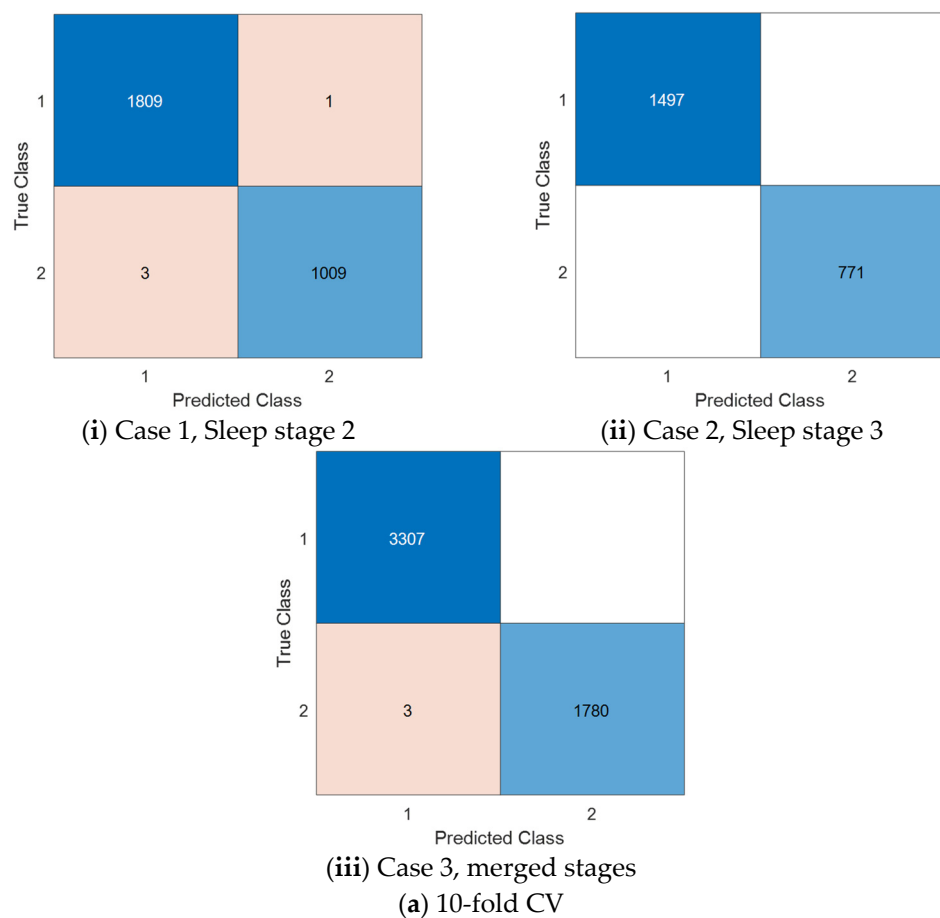 1
1809
1
True Class
2
3
1009
1
2
Predicted Class
(i) Case 1, Sleep stage 2
1
1497
True Class
2
771
1
2
Predicted Class
(ii) Case 2, Sleep stage 3
1
3307
True Class
2
3
1780
1
2
Predicted Class
(iii) Case 3, merged stages
(a) 10-fold CV